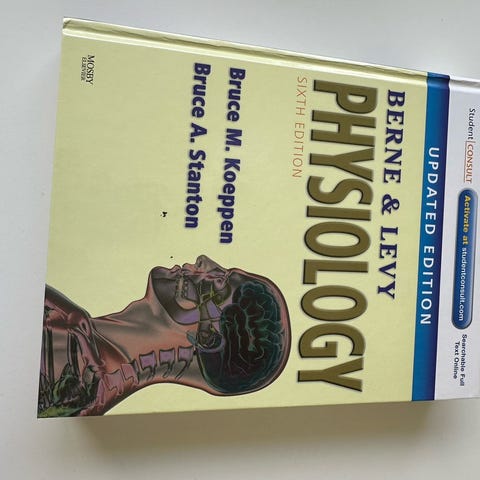 Student CONSULT
Activate at studentconsult.com
Searchable Full
Text Online
UPDATED EDITION
BERNE & LEVY
PHYSIOLOGY
SIXTH EDITION
Bruce M. Koeppen
Bruce A. Stanton
MOSBY
ELSEVIER